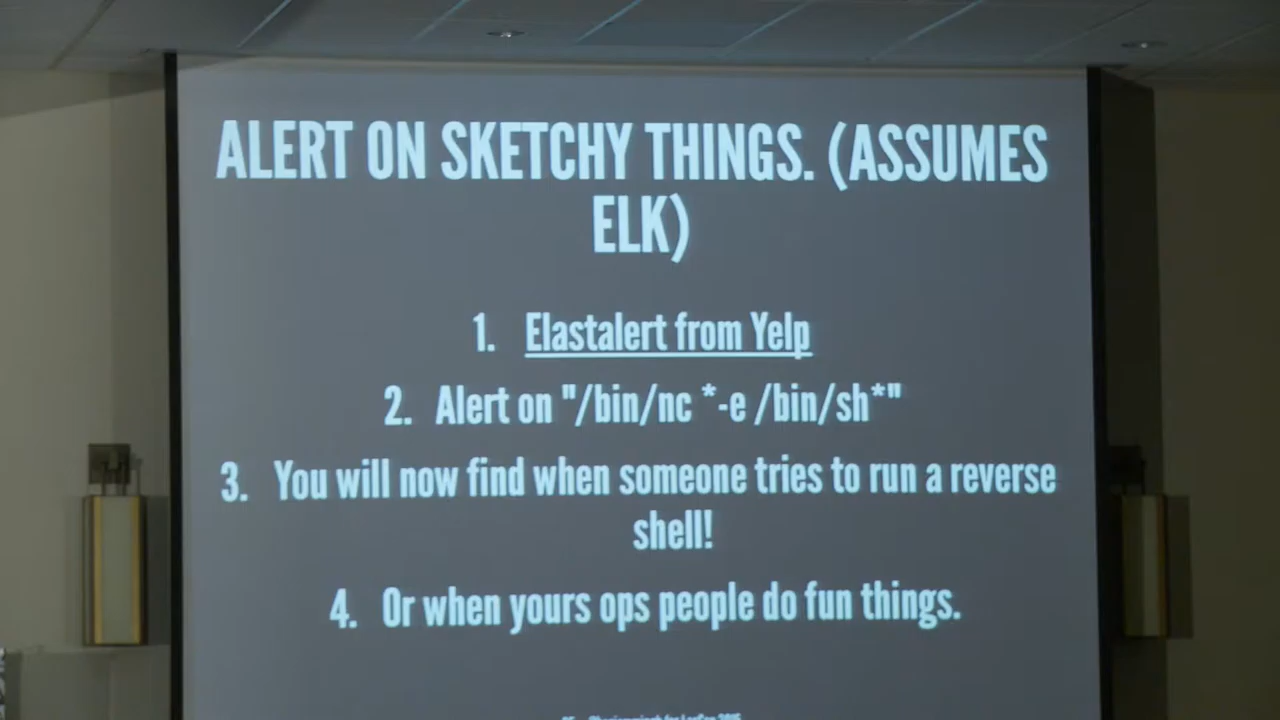 ALERT ON SKETCHY THINGS. (ASSUMES
ELK)
1. Elastalert from Yelp
2. Alert on "/bin/nc *-e /bin/sh*"
3. You will now find when someone tries to run a reverse
shell!
4. Or when yours ops people do fun things.